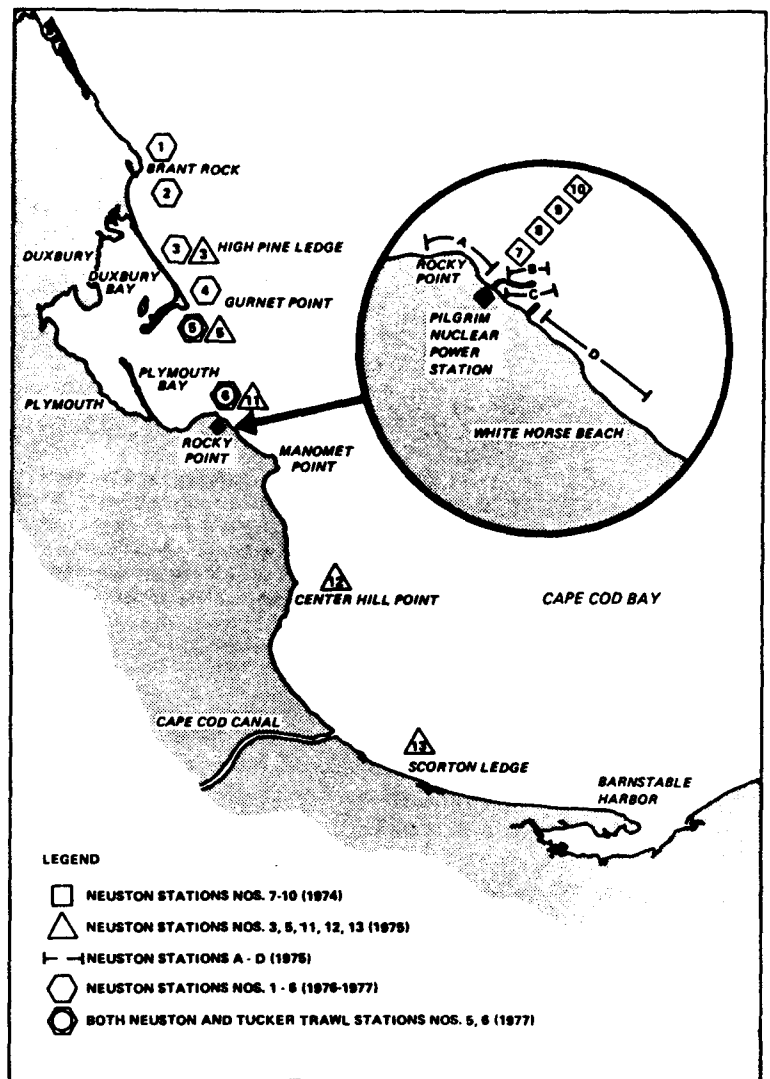 1
BRANT ROCK
2
3
3
HIGH PINE LEDGE
DUXBURY
DUXBURY
BAY
4
GURNET POINT
5
5
PLYMOUTH
BAY
PLYMOUTH
6
11
ROCKY
POINT
MANOMET
POINT
10
9
8
7
A
ROCKY
POINT
B
C
PILGRIM
NUCLEAR
POWER
STATION
D
WHITE HORSE BEACH
12
CENTER HILL POINT
CAPE COD BAY
CAPE COD CANAL
13
SCORTON LEDGE
BARNSTABLE
HARBOR
LEGEND
NEUSTON STATIONS NOS. 7-10 (1974)
NEUSTON STATIONS NOS. 3, 5, 11, 12, 13 (1975)
NEUSTON STATIONS A - D (1975)
NEUSTON STATIONS NOS. 1 - 6 (1976-1977)
BOTH NEUSTON AND TUCKER TRAWL STATIONS NOS. 5, 6 (1977)